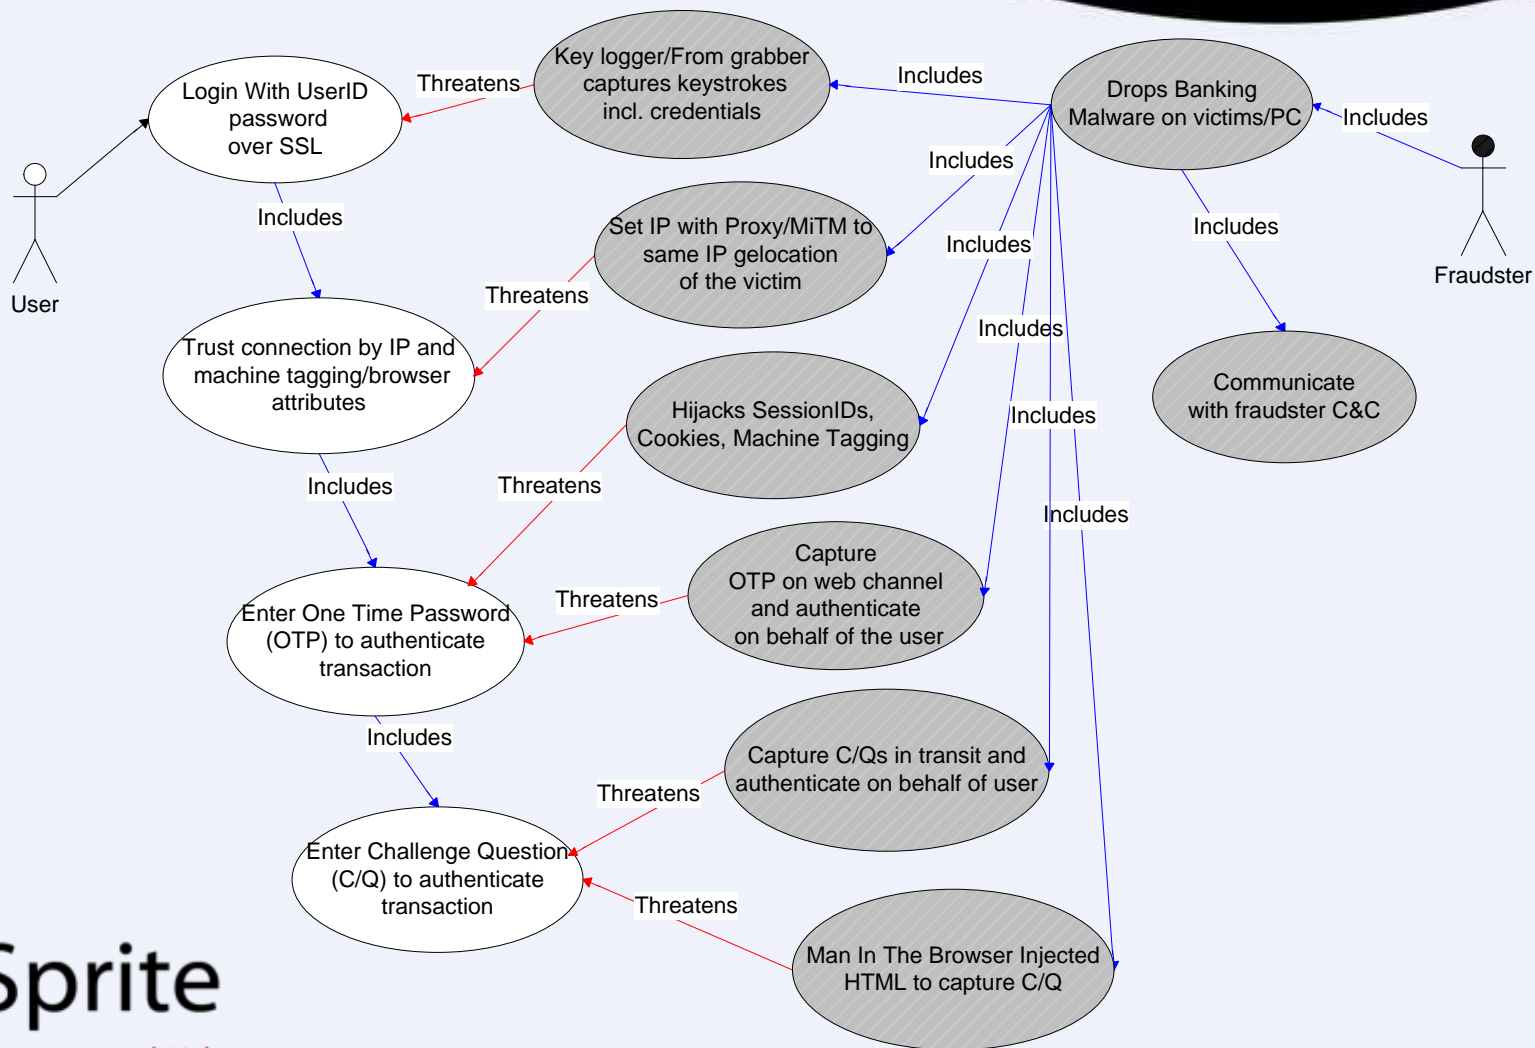 Key logger/From grabber
captures keystrokes
incl. credentials
Includes
Drops Banking
Malware on victims/PC
Includes
Threatens
Login With UserID
password
over SSL
Includes
Includes
Set IP with Proxy/MiTM to
same IP gelocation
of the victim
Includes
Includes
User
Threatens
Fraudster
Trust connection by IP and
machine tagging/browser
attributes
Includes
Communicate
with fraudster C&C
Hijacks SessionIDs,
Cookies, Machine Tagging
Includes
Includes
Threatens
Includes
Capture
OTP on web channel
and authenticate
on behalf of the user
Threatens
Enter One Time Password
(OTP) to authenticate
transaction
Includes
Capture C/Qs in transit and
authenticate on behalf of user
Threatens
Enter Challenge Question
(C/Q) to authenticate
transaction
Threatens
Man In The Browser Injected
HTML to capture C/Q
Sprite